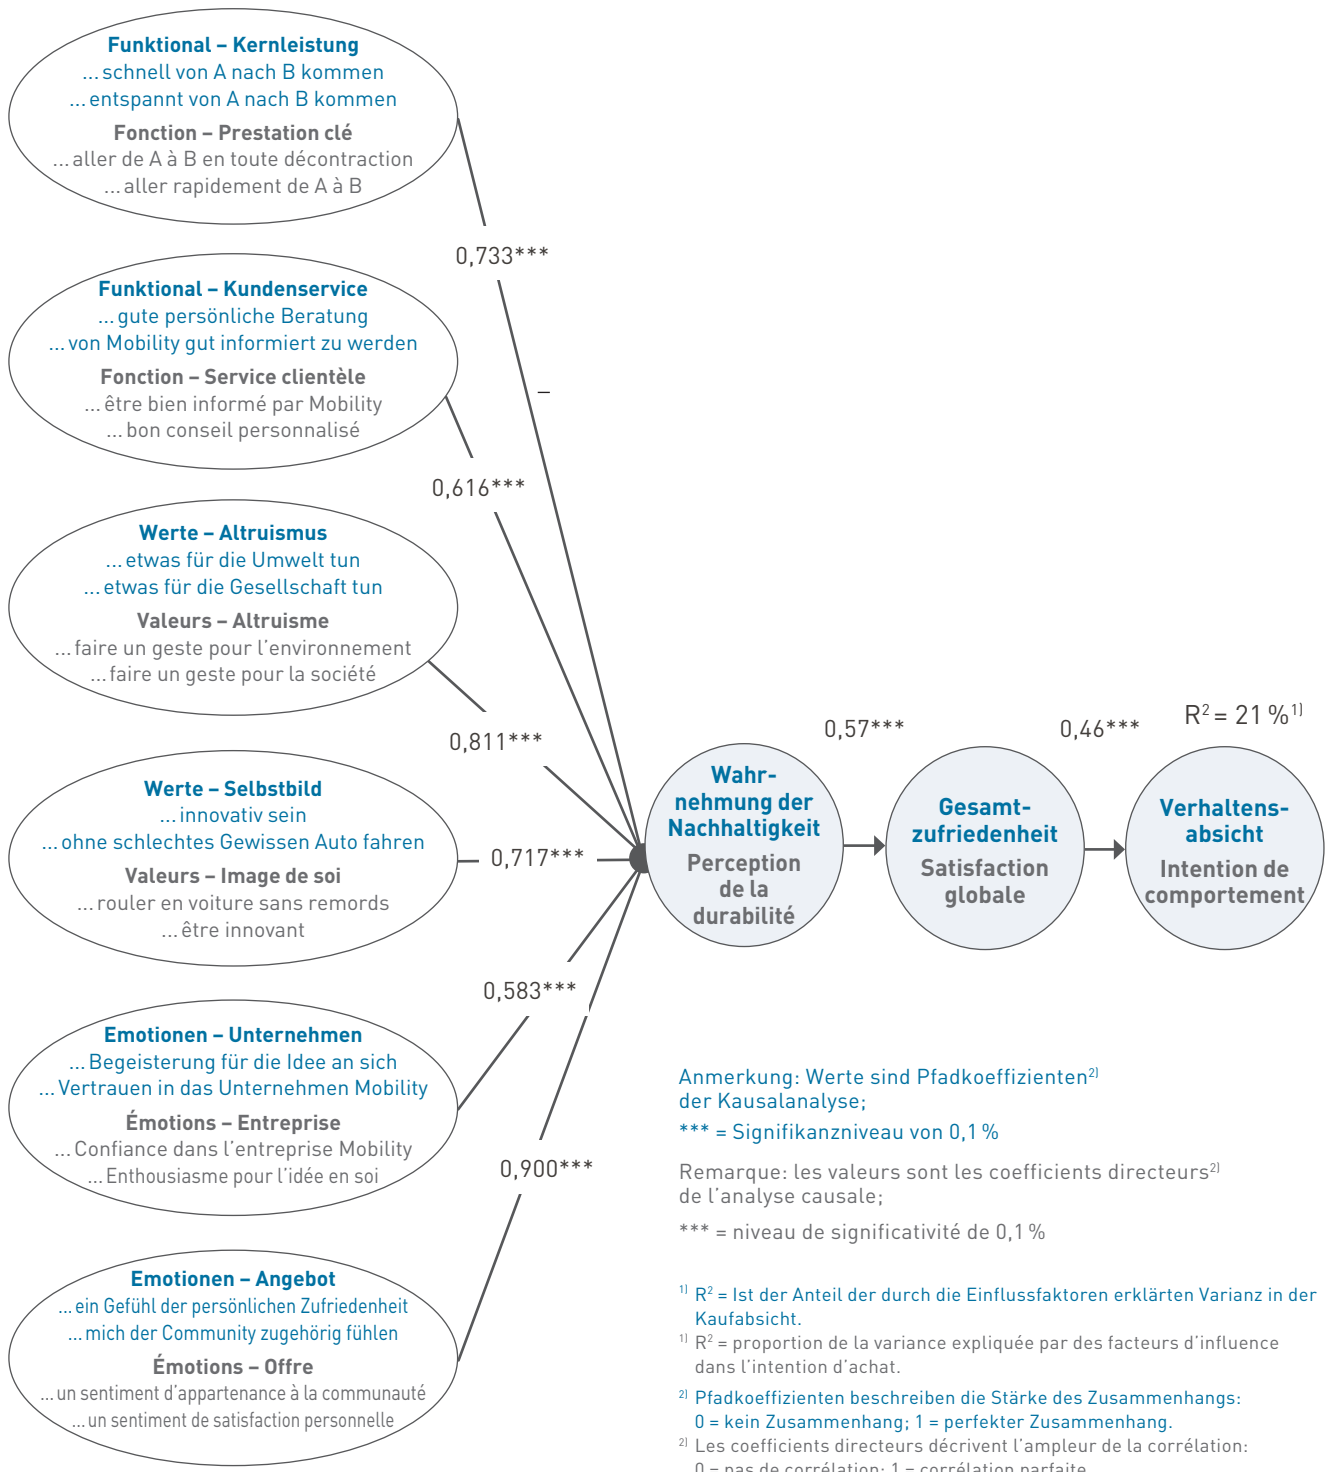 Funktional – Kernleistung
... schnell von A nach B kommen
... entspannt von A nach B kommen
Fonction – Prestation clé
... aller de A à B en toute décontraction
... aller rapidement de A à B
0,733***
Funktional – Kundenservice
... gute persönliche Beratung
... von Mobility gut informiert zu werden
Fonction – Service clientèle
... être bien informé par Mobility
... bon conseil personnalisé
–
0,616***
Werte – Altruismus
... etwas für die Umwelt tun
... etwas für die Gesellschaft tun
Valeurs – Altruisme
... faire un geste pour l'environnement
... faire un geste pour la société
0,811***
Werte – Selbstbild
... innovativ sein
... ohne schlechtes Gewissen Auto fahren
Valeurs – Image de soi
... rouler en voiture sans remords
... être innovant
0,717***
Emotionen – Unternehmen
... Begeisterung für die Idee an sich
... Vertrauen in das Unternehmen Mobility
Émotions – Entreprise
... Confiance dans l'entreprise Mobility
... Enthousiasme pour l'idée en soi
0,583***
Emotionen – Angebot
... ein Gefühl der persönlichen Zufriedenheit
... mich der Community zugehörig fühlen
Émotions – Offre
... un sentiment d'appartenance à la communauté
... un sentiment de satisfaction personnelle
0,900***
Wahr-
nehmung der
Nachhaltigkeit
Perception
de la
durabilité
0,57***
Gesamt-
zufriedenheit
Satisfaction
globale
0,46***
R² = 21 %¹⁾
Verhaltens-
absicht
Intention de
comportement
Anmerkung: Werte sind Pfadkoeffizienten²⁾
der Kausalanalyse;
*** = Signifikanzniveau von 0,1 %
Remarque: les valeurs sont les coefficients directeurs²⁾
de l'analyse causale;
*** = niveau de significativité de 0,1 %
¹⁾ R² = Ist der Anteil der durch die Einflussfaktoren erklärten Varianz in der
Kaufabsicht.
¹⁾ R² = proportion de la variance expliquée par des facteurs d'influence
dans l'intention d'achat.
²⁾ Pfadkoeffizienten beschreiben die Stärke des Zusammenhangs:
0 = kein Zusammenhang; 1 = perfekter Zusammenhang.
²⁾ Les coefficients directeurs décrivent l'ampleur de la corrélation:
0 = pas de corrélation; 1 = corrélation parfaite